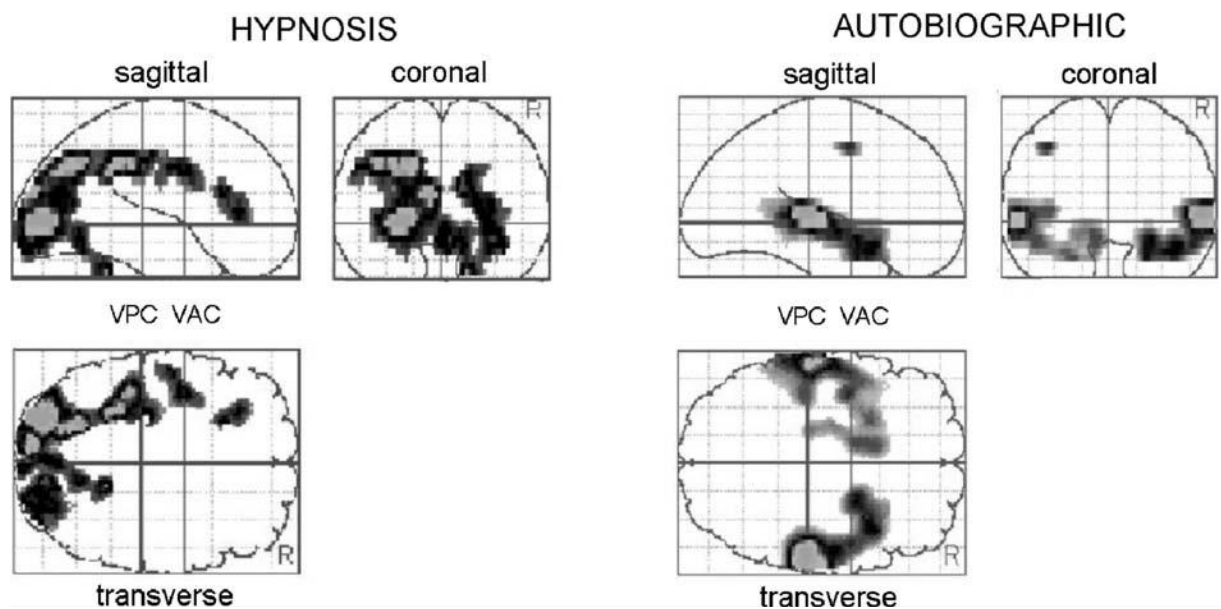 HYPNOSIS
sagittal coronal
R
VPC VAC
R
transverse
AUTOBIOGRAPHIC
sagittal coronal
R
VPC VAC
R
transverse